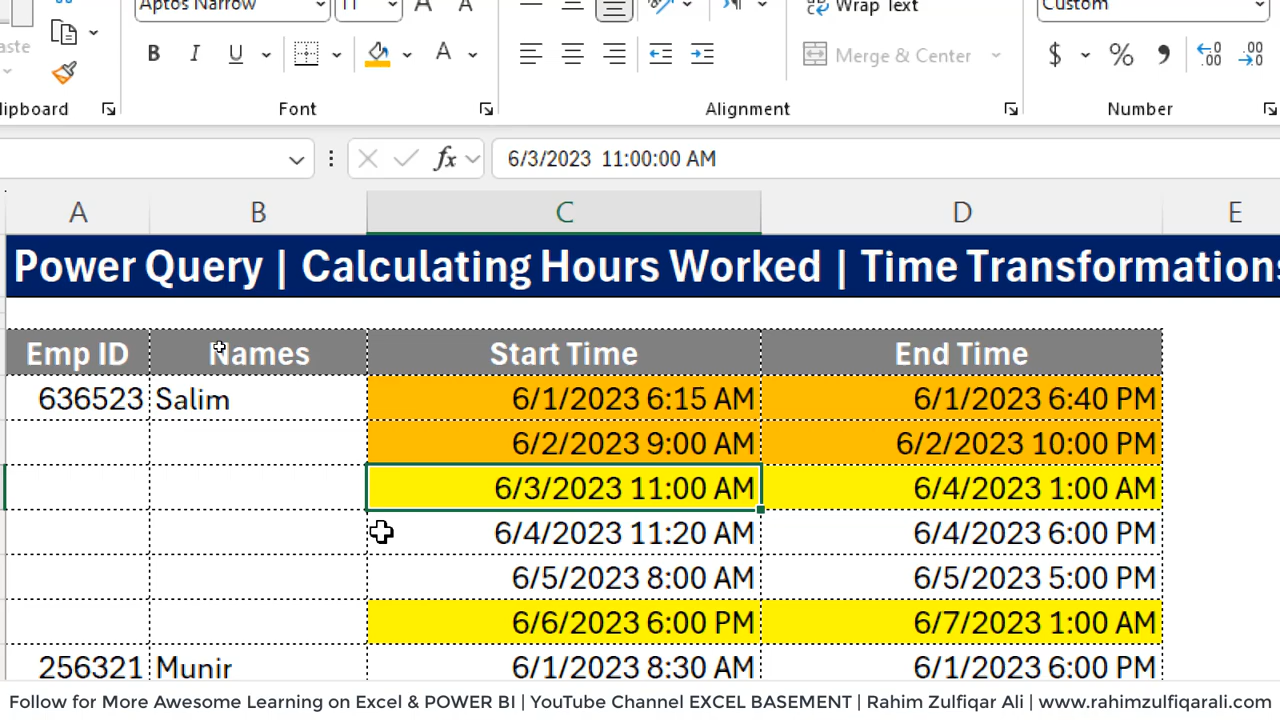 Aptos Narrow 11 A A Wrap Text Custom
aste B I U A Merge & Center $ % , .00
lipboard Font Alignment Number
fx 6/3/2023 11:00:00 AM
A B C D E
Power Query | Calculating Hours Worked | Time Transformations
Emp ID Names Start Time End Time
636523 Salim 6/1/2023 6:15 AM 6/1/2023 6:40 PM
6/2/2023 9:00 AM 6/2/2023 10:00 PM
6/3/2023 11:00 AM 6/4/2023 1:00 AM
6/4/2023 11:20 AM 6/4/2023 6:00 PM
6/5/2023 8:00 AM 6/5/2023 5:00 PM
6/6/2023 6:00 PM 6/7/2023 1:00 AM
256321 Munir 6/1/2023 8:30 AM 6/1/2023 6:00 PM
Follow for More Awesome Learning on Excel & POWER BI | YouTube Channel EXCEL BASEMENT | Rahim Zulfiqar Ali | www.rahimzulfiqarali.com